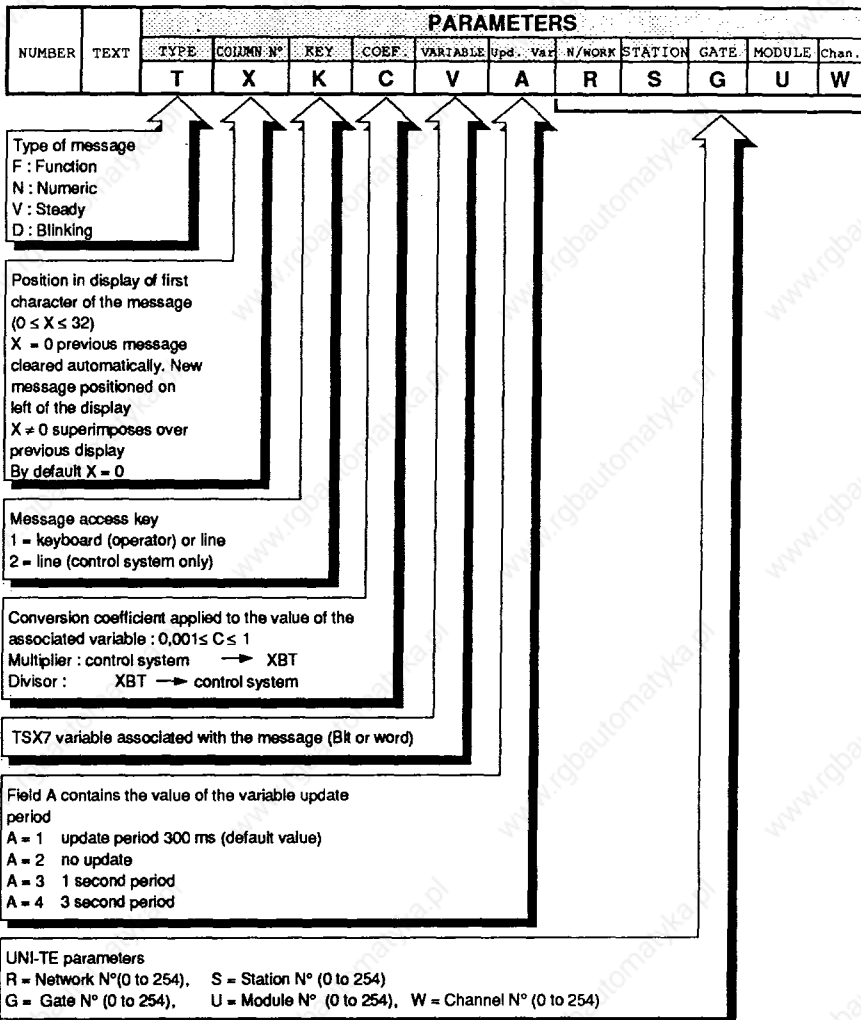 PARAMETERS
NUMBER TEXT TYPE COLUMN N° KEY COEF. VARIABLE Upd. Var N/WORK STATION GATE MODULE Chan.
T X K C V A R S G U W
Type of message
F : Function
N : Numeric
V : Steady
D : Blinking
Position in display of first
character of the message
(0 ≤ X ≤ 32)
X = 0 previous message
cleared automatically. New
message positioned on
left of the display
X ≠ 0 superimposes over
previous display
By default X = 0
Message access key
1 = keyboard (operator) or line
2 = line (control system only)
Conversion coefficient applied to the value of the
associated variable : 0,001≤ C ≤ 1
Multiplier : control system → XBT
Divisor : XBT → control system
TSX7 variable associated with the message (Bit or word)
Field A contains the value of the variable update
period
A = 1 update period 300 ms (default value)
A = 2 no update
A = 3 1 second period
A = 4 3 second period
UNI-TE parameters
R = Network N°(0 to 254), S = Station N° (0 to 254)
G = Gate N° (0 to 254), U = Module N° (0 to 254), W = Channel N° (0 to 254)
www.rgbautomatyka.pl